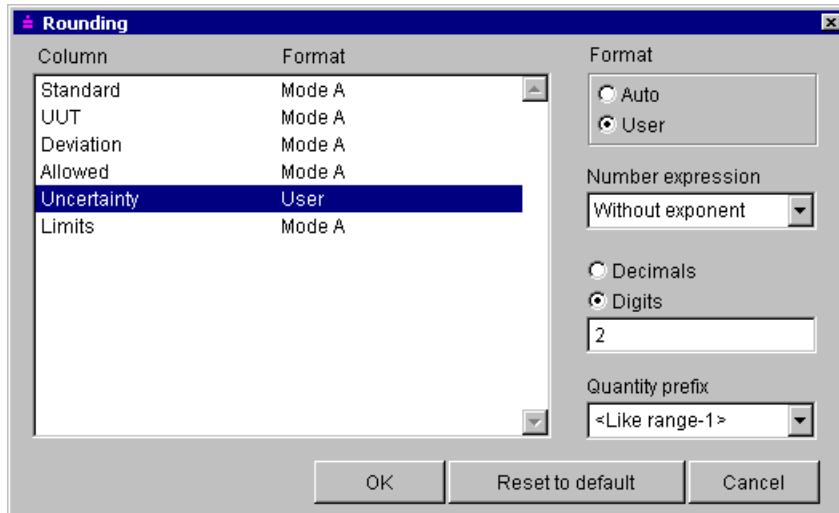 Rounding
Column Format
Standard Mode A
UUT Mode A
Deviation Mode A
Allowed Mode A
Uncertainty User
Limits Mode A
Format
Auto
User
Number expression
Without exponent
Decimals
Digits
2
Quantity prefix
<Like range-1>
OK Reset to default Cancel